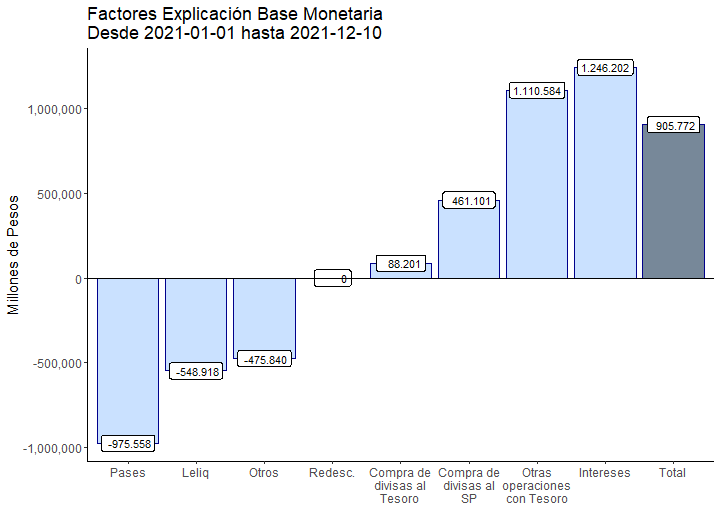 Factores Explicación Base Monetaria
Desde 2021-01-01 hasta 2021-12-10
Millones de Pesos
1,000,000
500,000
0
-500,000
-1,000,000
-975.558
-548.918
-475.840
0
88.201
461.101
1.110.584
1.246.202
905.772
Pases
Leliq
Otros
Redesc.
Compra de
divisas al
Tesoro
Compra de
divisas al
SP
Otras
operaciones
con Tesoro
Intereses
Total